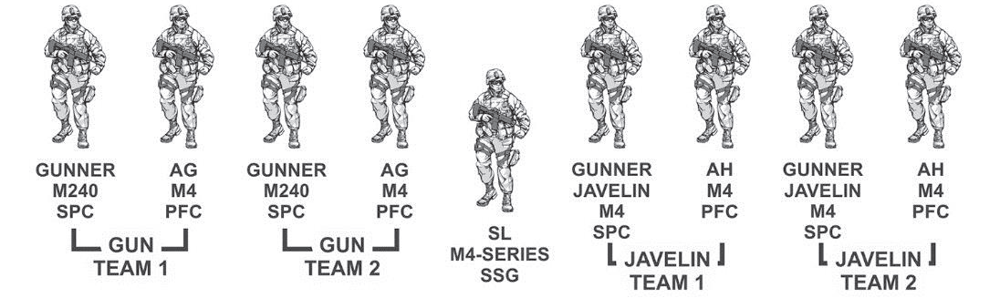 GUNNER
M240
SPC
AG
M4
PFC
GUN
TEAM 1
GUNNER
M240
SPC
AG
M4
PFC
GUN
TEAM 2
SL
M4-SERIES
SSG
GUNNER
JAVELIN
M4
SPC
AH
M4
PFC
JAVELIN
TEAM 1
GUNNER
JAVELIN
M4
SPC
AH
M4
PFC
JAVELIN
TEAM 2